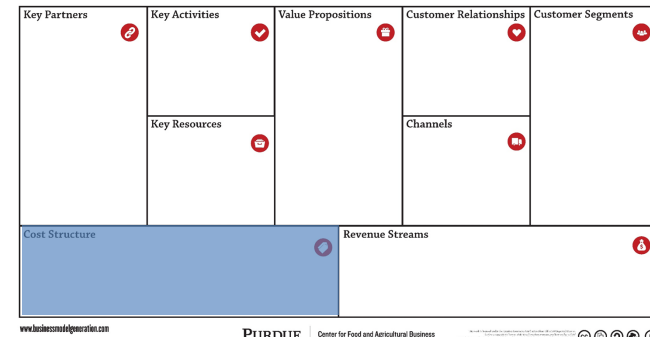 Key Partners
Key Activities
Value Propositions
Customer Relationships
Customer Segments
Key Resources
Channels
Cost Structure
Revenue Streams
www.businessmodelgeneration.com
PURDUE
Center for Food and Agricultural Business